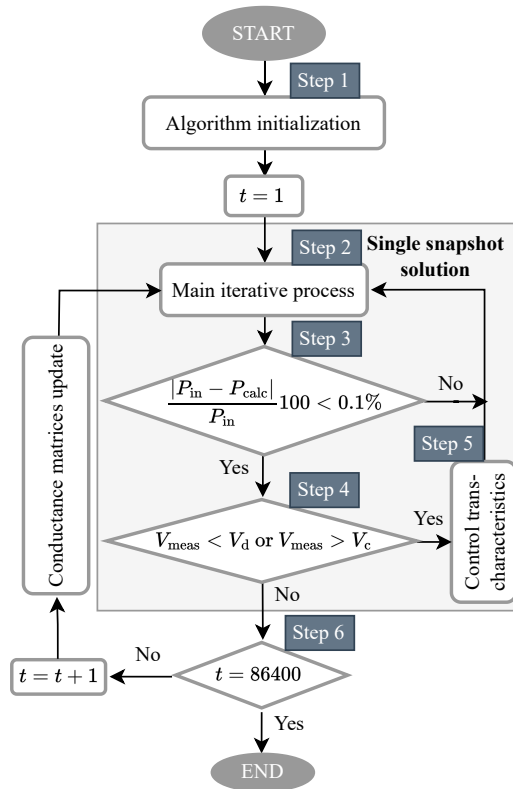 START
Step 1
Algorithm initialization
t = 1
Step 2
Single snapshot
solution
Main iterative process
Step 3
|P_in − P_calc| / P_in 100 < 0.1%
No
Yes
Step 5
Step 4
V_meas < V_d or V_meas > V_c
Yes
Control trans-
characteristics
No
Conductance matrices update
Step 6
t = 86400
No
t = t + 1
Yes
END